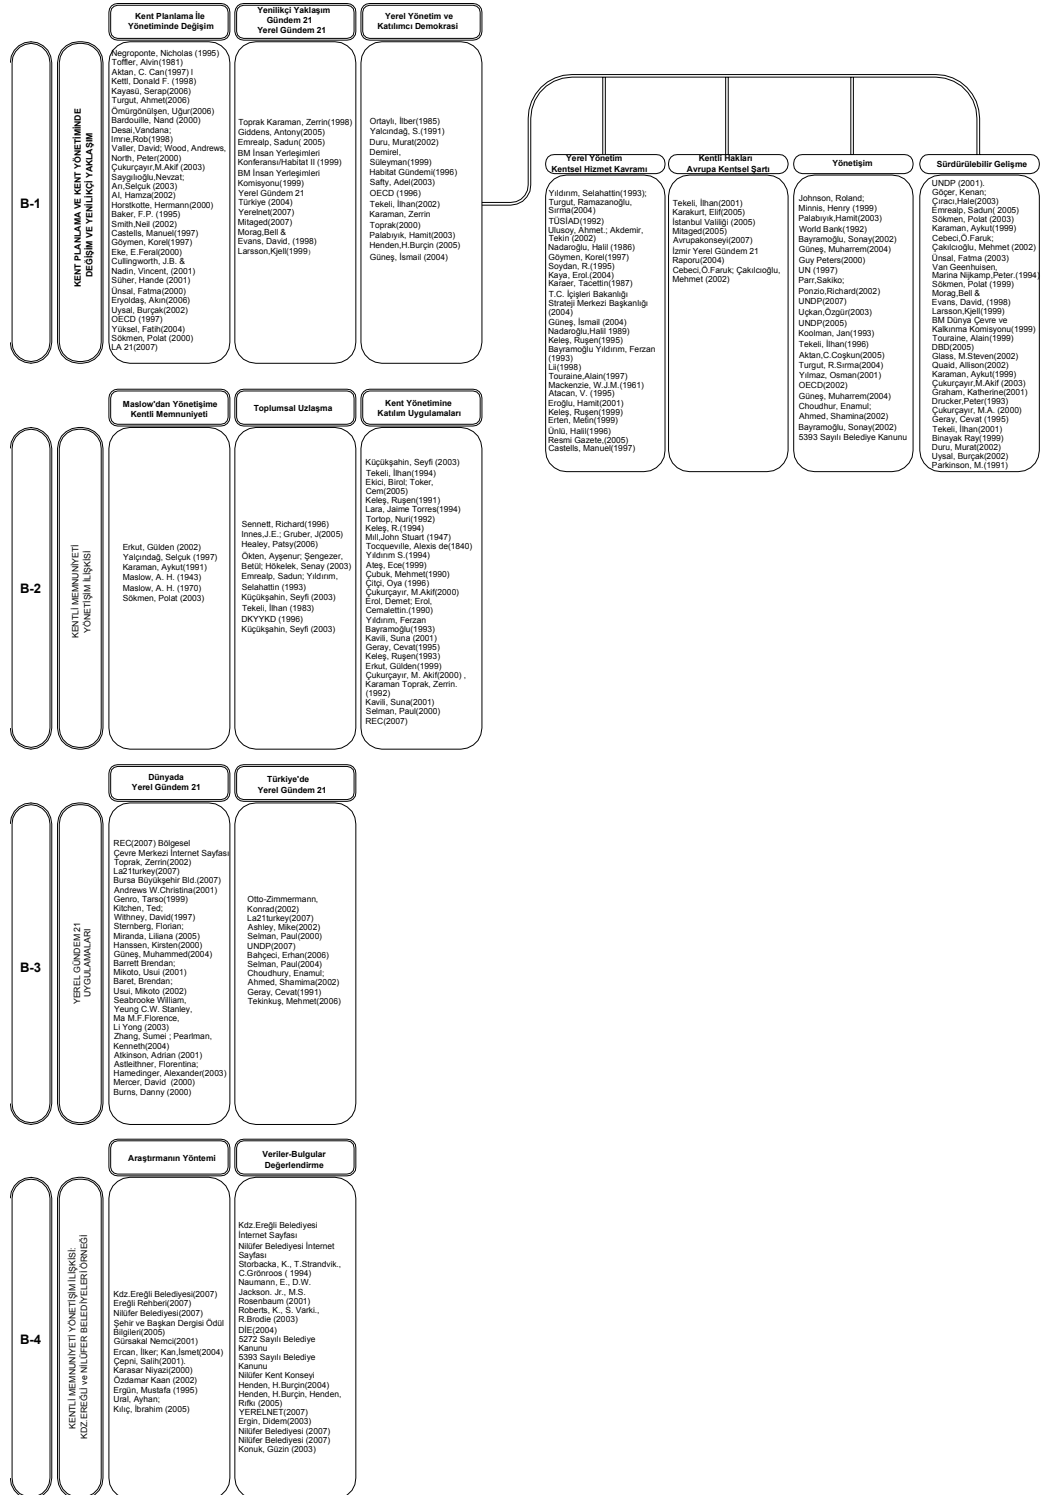 Kent Planlama İle
Yönetiminde Değişim
Yenilikçi Yaklaşım
Gündem 21
Yerel Gündem 21
Yerel Yönetim ve
Katılımcı Demokrasi
B-1
KENT PLANLAMA VE KENT YÖNETİMİNDE
DEĞİŞİM VE YENİLİKÇİ YAKLAŞIM
Negroponte, Nicholas (1995)
Toffler, Alvin(1981)
Aktan, C. Can(1997) l
Kettl, Donald F. (1998)
Kayasü, Serap(2006)
Turgut, Ahmet(2006)
Ömürgönülşen, Uğur(2006)
Bardouille, Nand (2000)
Desai,Vandana;
Imrıe,Rob(1998)
Valler, David; Wood, Andrews,
North, Peter(2000)
Çukurçayır,M.Akif (2003)
Saygılıoğlu,Nevzat;
Arı,Selçuk (2003)
Al, Hamza(2002)
Horstkotte, Hermann(2000)
Baker, F.P. (1995)
Smith,Neil (2002)
Castells, Manuel(1997)
Göymen, Korel(1997)
Eke, E.Feral(2000)
Cullingworth, J.B. &
Nadin, Vincent, (2001)
Süher, Hande (2001)
Ünsal, Fatma(2000)
Eryoldaş, Akın(2006)
Uysal, Burçak(2002)
OECD (1997)
Yüksel, Fatih(2004)
Sökmen, Polat (2000)
LA 21(2007)
Toprak Karaman, Zerrin(1998)
Giddens, Antony(2005)
Emrealp, Sadun( 2005)
BM İnsan Yerleşimleri
Konferansı/Habitat II (1999)
BM İnsan Yerleşimleri
Komisyonu(1999)
Yerel Gündem 21
Türkiye (2004)
Yerelnet(2007)
Mitaged(2007)
Morag,Bell &
Evans, David, (1998)
Larsson,Kjell(1999)
Ortaylı, İlber(1985)
Yalcındağ, S.(1991)
Duru, Murat(2002)
Demirel,
Süleyman(1999)
Habitat Gündemi(1996)
Safty, Adel(2003)
OECD (1996)
Tekeli, İlhan(2002)
Karaman, Zerrin
Toprak(2000)
Palabıyık, Hamit(2003)
Henden,H.Burçin (2005)
Güneş, İsmail (2004)
Yerel Yönetim
Kentsel Hizmet Kavramı
Kentli Hakları
Avrupa Kentsel Şartı
Yönetişim
Sürdürülebilir Gelişme
Yıldırım, Selahattin(1993);
Turgut, Ramazanoğlu,
Sırma(2004)
TÜSİAD(1992)
Ulusoy, Ahmet.; Akdemir,
Tekin (2002)
Nadaroğlu, Halil (1986)
Göymen, Korel(1997)
Soydan, R.(1995)
Kaya, Erol.(2004)
Karaer, Tacettin(1987)
T.C. İçişleri Bakanlığı
Strateji Merkezi Başkanlığı
(2004)
Güneş, İsmail (2004)
Nadaroğlu,Halil 1989)
Keleş, Ruşen(1995)
Bayramoğlu Yıldırım, Ferzan
(1993)
Lii(1998)
Touraine,Alain(1997)
Mackenzie, W.J.M.(1961)
Atacan, V. (1995)
Eroğlu, Hamit(2001)
Keleş, Ruşen(1999)
Erten, Metin(1999)
Ünlü, Halil(1996)
Resmi Gazete,(2005)
Castells, Manuel(1997)
Tekeli, İlhan(2001)
Karakurt, Elif(2005)
İstanbul Valiliği (2005)
Mitaged(2005)
Avrupakonseyi(2007)
İzmir Yerel Gündem 21
Raporu(2004)
Cebeci,Ö.Faruk; Çakılcıoğlu,
Mehmet (2002)
Johnson, Roland;
Minnis, Henry (1999)
Palabıyık,Hamit(2003)
World Bank(1992)
Bayramoğlu, Sonay(2002)
Güneş, Muharrem(2004)
Guy Peters(2000)
UN (1997)
Parr,Sakiko;
Ponzio,Richard(2002)
UNDP(2007)
Uçkan,Özgür(2003)
UNDP(2005)
Koolman, Jan(1993)
Tekeli, İlhan(1996)
Aktan,C.Coşkun(2005)
Turgut, R.Sırma(2004)
Yılmaz, Osman(2001)
OECD(2002)
Güneş, Muharrem(2004)
Choudhur, Enamul;
Ahmed, Shamina(2002)
Bayramoğlu, Sonay(2002)
5393 Sayılı Belediye Kanunu
UNDP (2001).
Göçer, Kenan;
Çıracı,Hale(2003)
Emrealp, Sadun( 2005)
Sökmen, Polat (2003)
Karaman, Aykut(1999)
Cebeci,Ö.Faruk;
Çakılcıoğlu, Mehmet (2002)
Ünsal, Fatma (2003)
Van Geenhuisen,
Marina Nijkamp,Peter.(1994)
Sökmen, Polat (1999)
Morag,Bell &
Evans, David, (1998)
Larsson,Kjell(1999)
BM Dünya Çevre ve
Kalkınma Komisyonu(1999)
Touraine, Alain(1999)
DBD(2005)
Glass, M.Steven(2002)
Quaid, Allison(2002)
Karaman, Aykut(1999)
Çukurçayır,M.Akif (2003)
Graham, Katherine(2001)
Drucker,Peter(1993)
Çukurçayır, M.A. (2000)
Geray, Cevat (1995)
Tekeli, İlhan(2001)
Binayak Ray(1999)
Duru, Murat(2002)
Uysal, Burçak(2002)
Parkinson, M.(1991)
Maslow'dan Yönetişime
Kentli Memnuniyeti
Toplumsal Uzlaşma
Kent Yönetimine
Katılım Uygulamaları
B-2
KENTLİ MEMNUNİYETİ
YÖNETİŞİM İLİŞKİSİ
Erkut, Gülden (2002)
Yalçındağ, Selçuk (1997)
Karaman, Aykut(1991)
Maslow, A. H. (1943)
Maslow, A. H. (1970)
Sökmen, Polat (2003)
Sennett, Richard(1996)
Innes,J.E.; Gruber, J(2005)
Healey, Patsy(2006)
Ökten, Ayşenur; Şengezer,
Betül; Hökelek, Senay (2003)
Emrealp, Sadun; Yıldırım,
Selahattin (1993)
Küçükşahin, Seyfi (2003)
Tekeli, İlhan (1983)
DKYYKD (1996)
Küçükşahin, Seyfi (2003)
Küçükşahin, Seyfi (2003)
Tekeli, İlhan(1994)
Ekici, Birol; Toker,
Cem(2005)
Keleş, Ruşen(1991)
Lara, Jaime Torres(1994)
Tortop, Nuri(1992)
Keleş, R.(1994)
Mıll,John Stuart (1947)
Tocqueville, Alexis de(1840)
Yıldırım S.(1994)
Ateş, Ece(1999)
Çubuk, Mehmet(1990)
Çitçi, Oya (1996)
Çukurçayır, M.Akif(2000)
Erol, Demet; Erol,
Cemalettin.(1990)
Yıldırım, Ferzan
Bayramoğlu(1993)
Kavili, Suna (2001)
Geray, Cevat(1995)
Keleş, Ruşen(1993)
Erkut, Gülden(1999)
Çukurçayır, M. Akif(2000) ,
Karaman Toprak, Zerrin.
(1992)
Kavili, Suna(2001)
Selman, Paul(2000)
REC(2007)
Dünyada
Yerel Gündem 21
Türkiye'de
Yerel Gündem 21
B-3
YEREL GÜNDEM 21
UYGULAMALARI
REC(2007) Bölgesel
Çevre Merkezi İnternet Sayfası
Toprak, Zerrin(2002)
La21turkey(2007)
Bursa Büyükşehir Bld.(2007)
Andrews W.Christina(2001)
Genro, Tarso(1999)
Kitchen, Ted;
Withney, David(1997)
Sternberg, Florian;
Miranda, Liliana (2005)
Hanssen, Kirsten(2000)
Güneş, Muhammed(2004)
Barrett Brendan;
Mikoto, Usui (2001)
Baret, Brendan;
Usui, Mikoto (2002)
Seabrooke William,
Yeung C.W. Stanley,
Ma M.F.Florence,
Li Yong (2003)
Zhang, Sumei ; Pearlman,
Kenneth(2004)
Atkinson, Adrian (2001)
Astleithner, Florentina;
Hamedinger, Alexander(2003)
Mercer, David  (2000)
Burns, Danny (2000)
Otto-Zimmermann,
Konrad(2002)
La21turkey(2007)
Ashley, Mike(2002)
Selman, Paul(2000)
UNDP(2007)
Bahçeci, Erhan(2006)
Selman, Paul(2004)
Choudhury, Enamul;
Ahmed, Shamima(2002)
Geray, Cevat(1991)
Tekinkuş, Mehmet(2006)
Araştırmanın Yöntemi
Veriler-Bulgular
Değerlendirme
B-4
KENTLİ MEMNUNİYETİ YÖNETİŞİM İLİŞKİSİ:
KDZ.EREĞLİ ve NİLÜFER BELEDİYELERİ ÖRNEĞİ
Kdz.Ereğli Belediyesi(2007)
Ereğli Rehberi(2007)
Nilüfer Belediyesi(2007)
Şehir ve Başkan Dergisi Ödül
Bilgileri(2005)
Gürsakal Nemci(2001)
Ercan, İlker; Kan,İsmet(2004)
Çepni, Salih(2001).
Karasar Niyazi(2000)
Özdamar Kaan (2002)
Ergün, Mustafa (1995)
Ural, Ayhan;
Kılıç, İbrahim (2005)
Kdz.Ereğli Belediyesi
İnternet Sayfası
Nilüfer Belediyesi İnternet
Sayfası
Storbacka, K., T.Strandvik.,
C.Grönroos ( 1994)
Naumann, E., D.W.
Jackson. Jr., M.S.
Rosenbaum (2001)
Roberts, K., S. Varki.,
R.Brodie (2003)
DİE(2004)
5272 Sayılı Belediye
Kanunu
5393 Sayılı Belediye
Kanunu
Nilüfer Kent Konseyi
Henden, H.Burçin(2004)
Henden, H.Burçin, Henden,
Rıfkı (2005)
YERELNET(2007)
Ergin, Didem(2003)
Nilüfer Belediyesi (2007)
Nilüfer Belediyesi (2007)
Konuk, Güzin (2003)